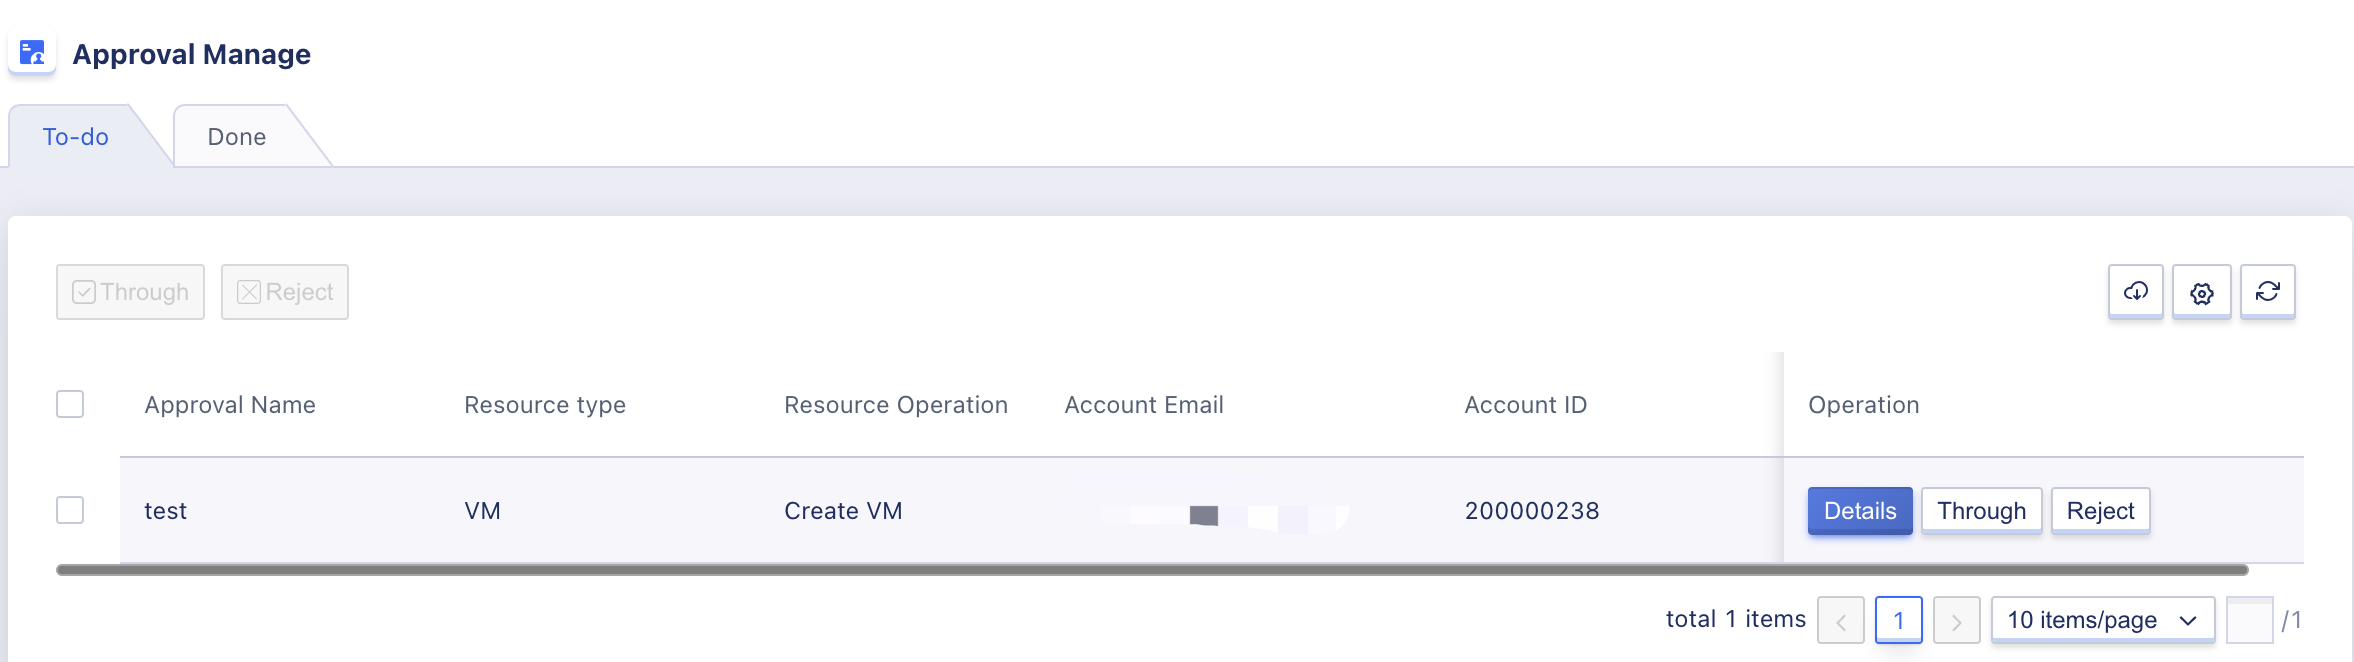 Approval Manage
To-do Done
Through Reject
Approval Name Resource type Resource Operation Account Email Account ID Operation
test VM Create VM 200000238 Details Through Reject
total 1 items 1 10 items/page /1